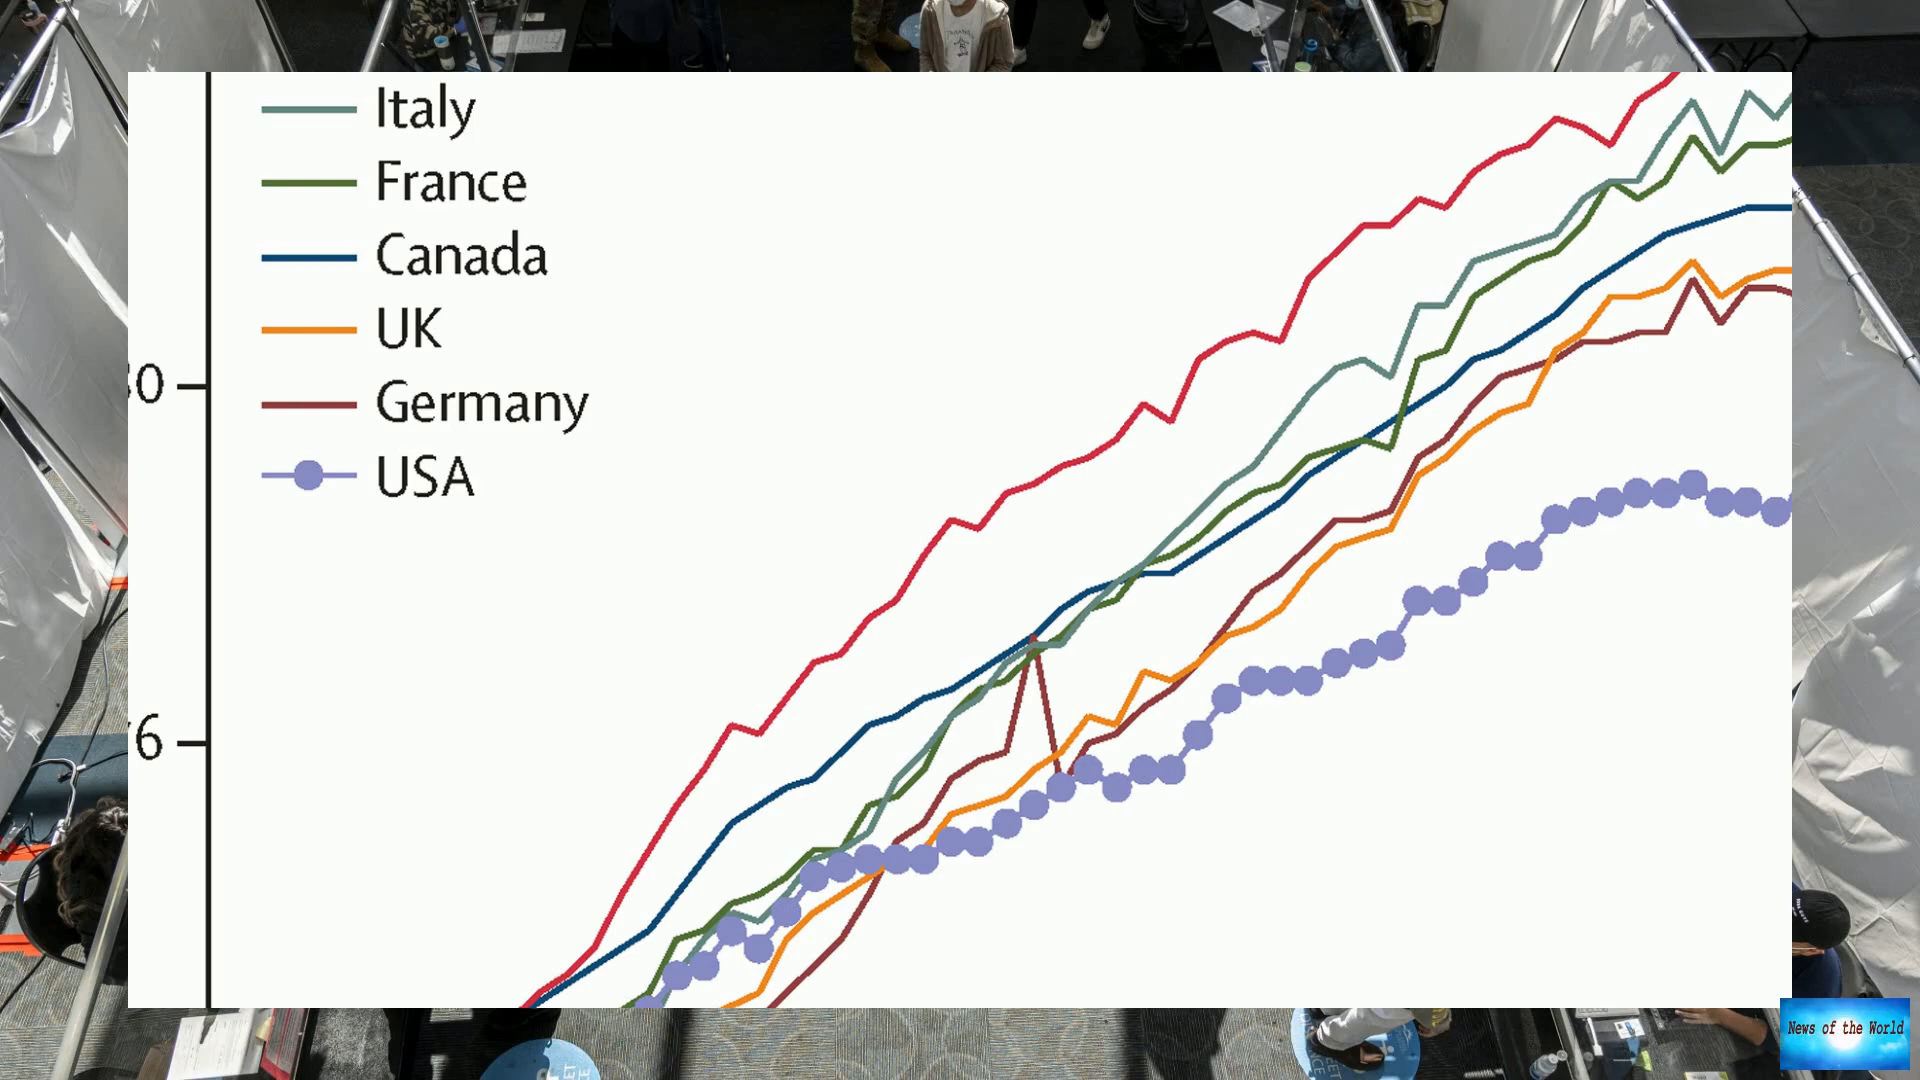 Italy
France
Canada
UK
Germany
USA
News of the World